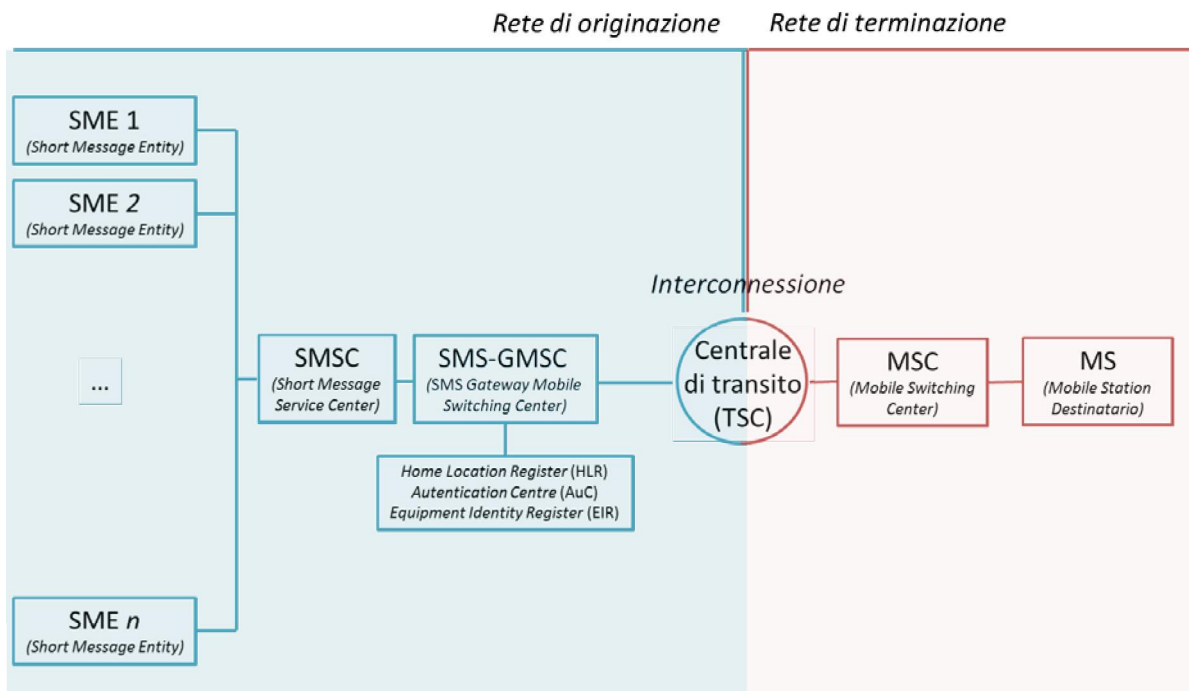 Rete di originazione
Rete di terminazione
SME 1
(Short Message Entity)
SME 2
(Short Message Entity)
...
SME n
(Short Message Entity)
SMSC
(Short Message
Service Center)
SMS-GMSC
(SMS Gateway Mobile
Switching Center)
Home Location Register (HLR)
Autentication Centre (AuC)
Equipment Identity Register (EIR)
Interconnessione
Centrale
di transito
(TSC)
MSC
(Mobile Switching
Center)
MS
(Mobile Station
Destinatario)